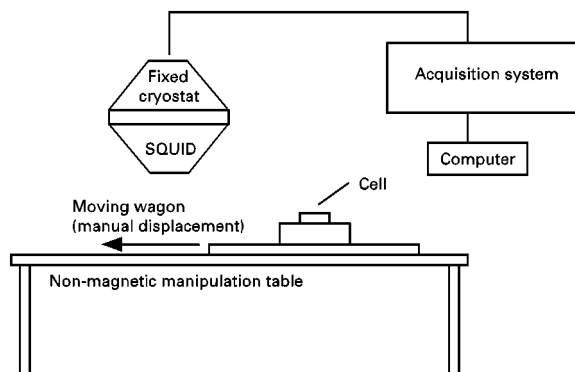 Fixed
cryostat
SQUID
Acquisition system
Computer
Cell
Moving wagon
(manual displacement)
Non-magnetic manipulation table